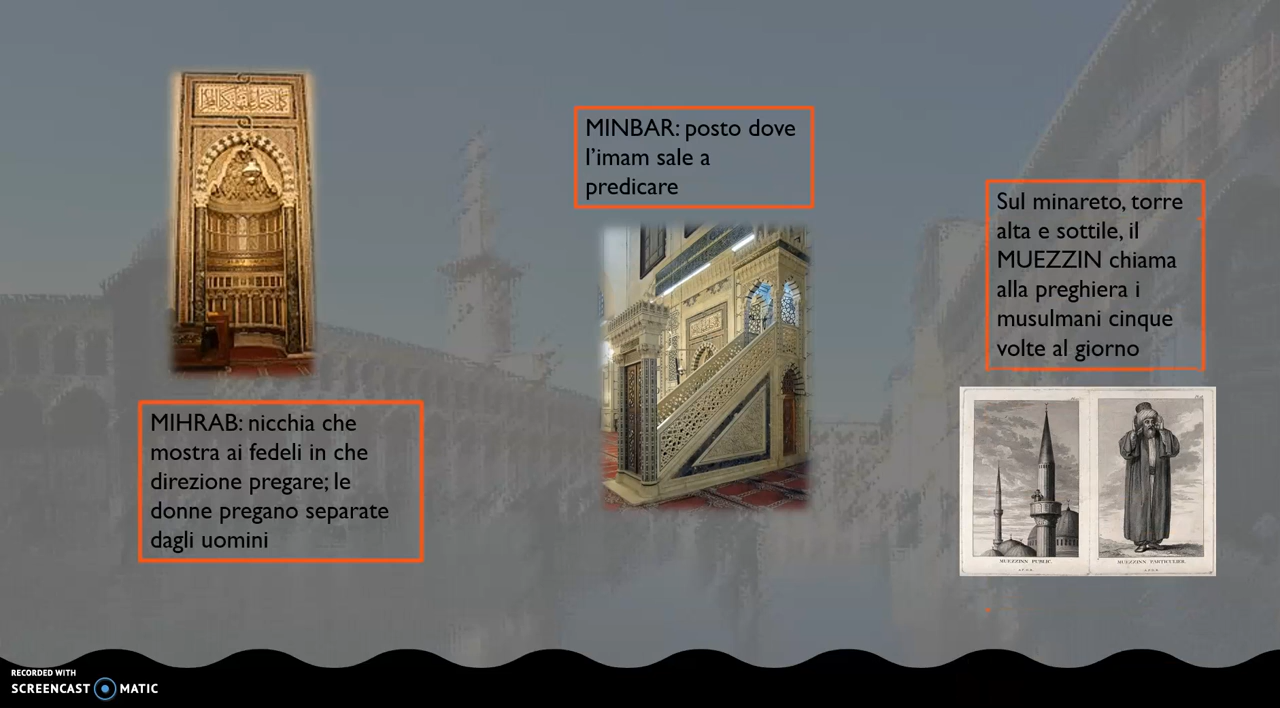 MIHRAB: nicchia che
mostra ai fedeli in che
direzione pregare; le
donne pregano separate
dagli uomini
MINBAR: posto dove
l'imam sale a
predicare
Sul minareto, torre
alta e sottile, il
MUEZZIN chiama
alla preghiera i
musulmani cinque
volte al giorno
MUEZZINN PUBLIC.
MUEZZINN PARTICULIER.
RECORDED WITH
SCREENCAST MATIC